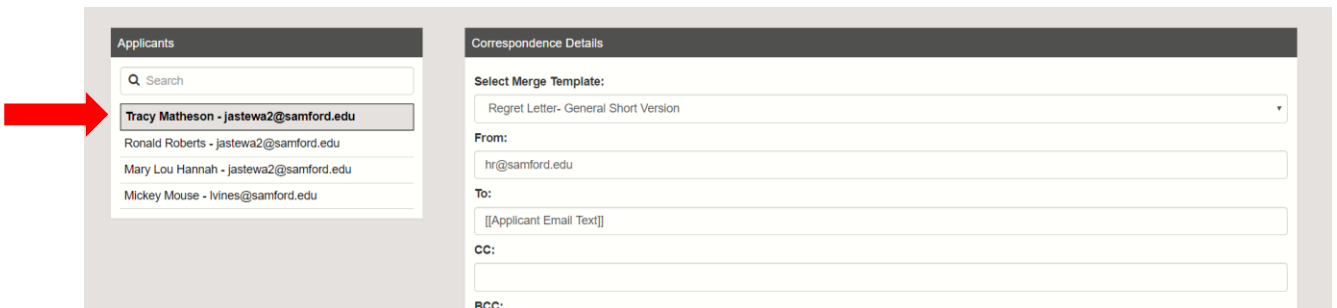 Applicants
Search
Tracy Matheson - jastewa2@samford.edu
Ronald Roberts - jastewa2@samford.edu
Mary Lou Hannah - jastewa2@samford.edu
Mickey Mouse - lvines@samford.edu
Correspondence Details
Select Merge Template:
Regret Letter- General Short Version
From:
hr@samford.edu
To:
[[Applicant Email Text]]
CC:
BCC: